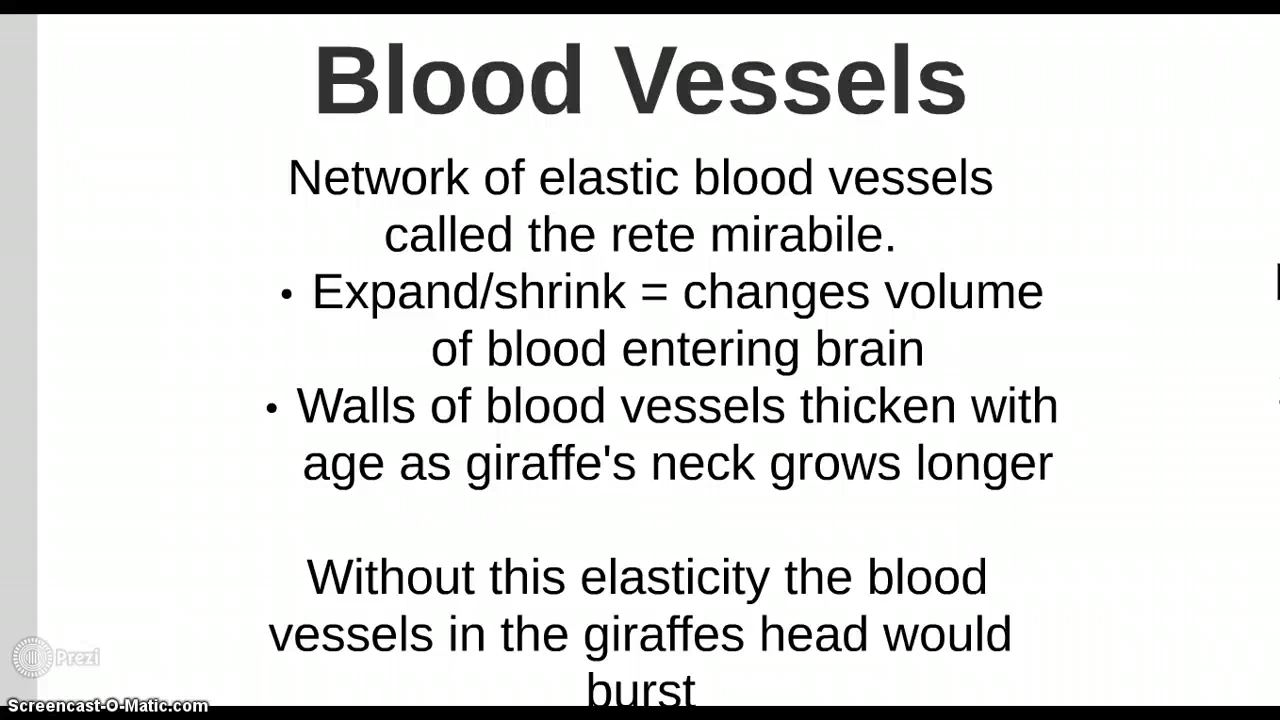 Blood Vessels
Network of elastic blood vessels
called the rete mirabile.
• Expand/shrink = changes volume
of blood entering brain
• Walls of blood vessels thicken with
age as giraffe's neck grows longer
Without this elasticity the blood
vessels in the giraffes head would
burst
Prezi
Screencast-O-Matic.com